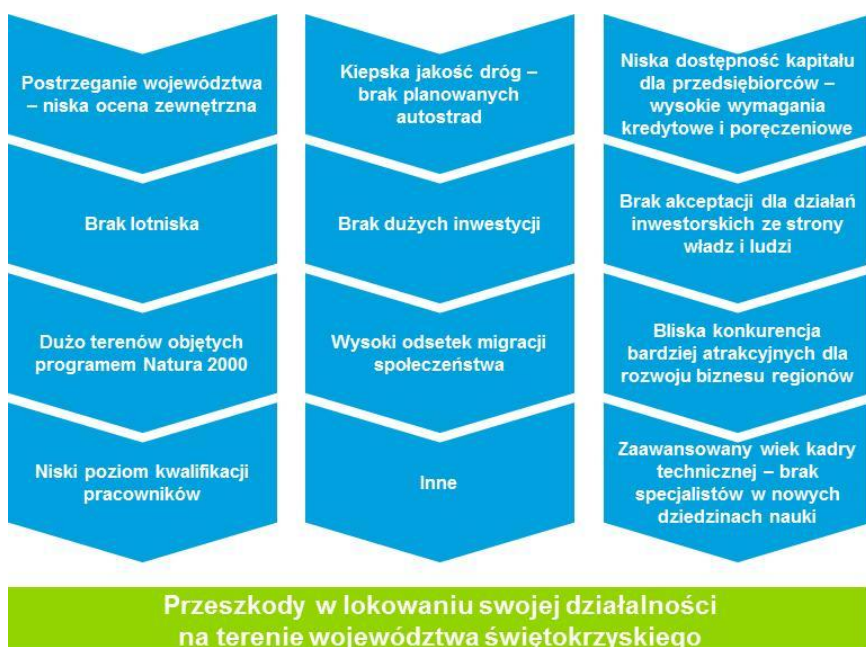 Postrzeganie województwa
– niska ocena zewnętrzna
Brak lotniska
Dużo terenów objętych
programem Natura 2000
Niski poziom kwalifikacji
pracowników
Kiepska jakość dróg –
brak planowanych
autostrad
Brak dużych inwestycji
Wysoki odsetek migracji
społeczeństwa
Inne
Niska dostępność kapitału
dla przedsiębiorców –
wysokie wymagania
kredytowe i poręczeniowe
Brak akceptacji dla działań
inwestorskich ze strony
władz i ludzi
Bliska konkurencja
bardziej atrakcyjnych dla
rozwoju biznesu regionów
Zaawansowany wiek kadry
technicznej – brak
specjalistów w nowych
dziedzinach nauki
Przeszkody w lokowaniu swojej działalności
na terenie województwa świętokrzyskiego